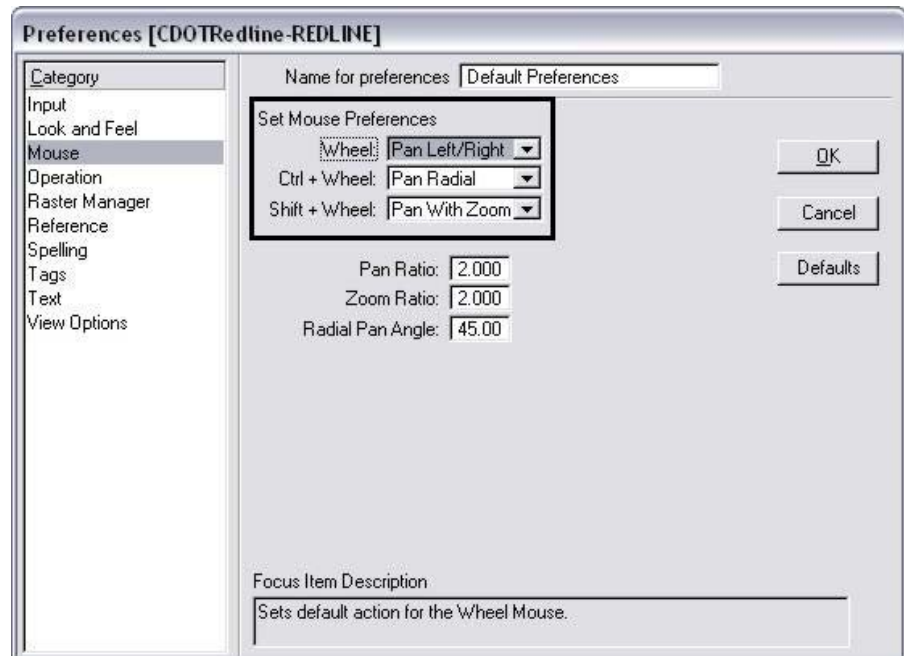 Preferences [CDOTRedline-REDLINE]
Category
Input
Look and Feel
Mouse
Operation
Raster Manager
Reference
Spelling
Tags
Text
View Options
Name for preferences Default Preferences
Set Mouse Preferences
Wheel: Pan Left/Right
Ctrl + Wheel: Pan Radial
Shift + Wheel: Pan With Zoom
Pan Ratio: 2.000
Zoom Ratio: 2.000
Radial Pan Angle: 45.00
OK
Cancel
Defaults
Focus Item Description
Sets default action for the Wheel Mouse.